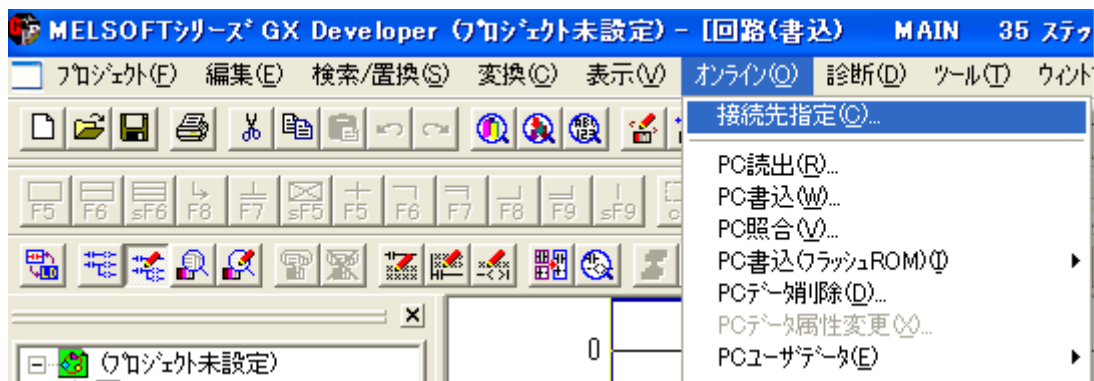 MELSOFTｼﾘｰｽﾞ GX Developer (ﾌﾟﾛｼﾞｪｸﾄ未設定) - [回路(書込) MAIN 35 ｽﾃｯ
ﾌﾟﾛｼﾞｪｸﾄ(F) 編集(E) 検索/置換(S) 変換(C) 表示(V) ｵﾝﾗｲﾝ(O) 診断(D) ﾂｰﾙ(T) ｳｨﾝﾄﾞ
接続先指定(C)...
PC読出(R)...
PC書込(W)...
PC照合(V)...
PC書込(ﾌﾗｯｼｭROM)(I)
PCﾃﾞｰﾀ削除(D)...
PCﾃﾞｰﾀ属性変更(X)...
PCﾕｰｻﾞﾃﾞｰﾀ(E)
F5 F6 sF6 F8 F7 sF5 F5 F6 F7 F8 F9 sF9 c
LD
0
(ﾌﾟﾛｼﾞｪｸﾄ未設定)